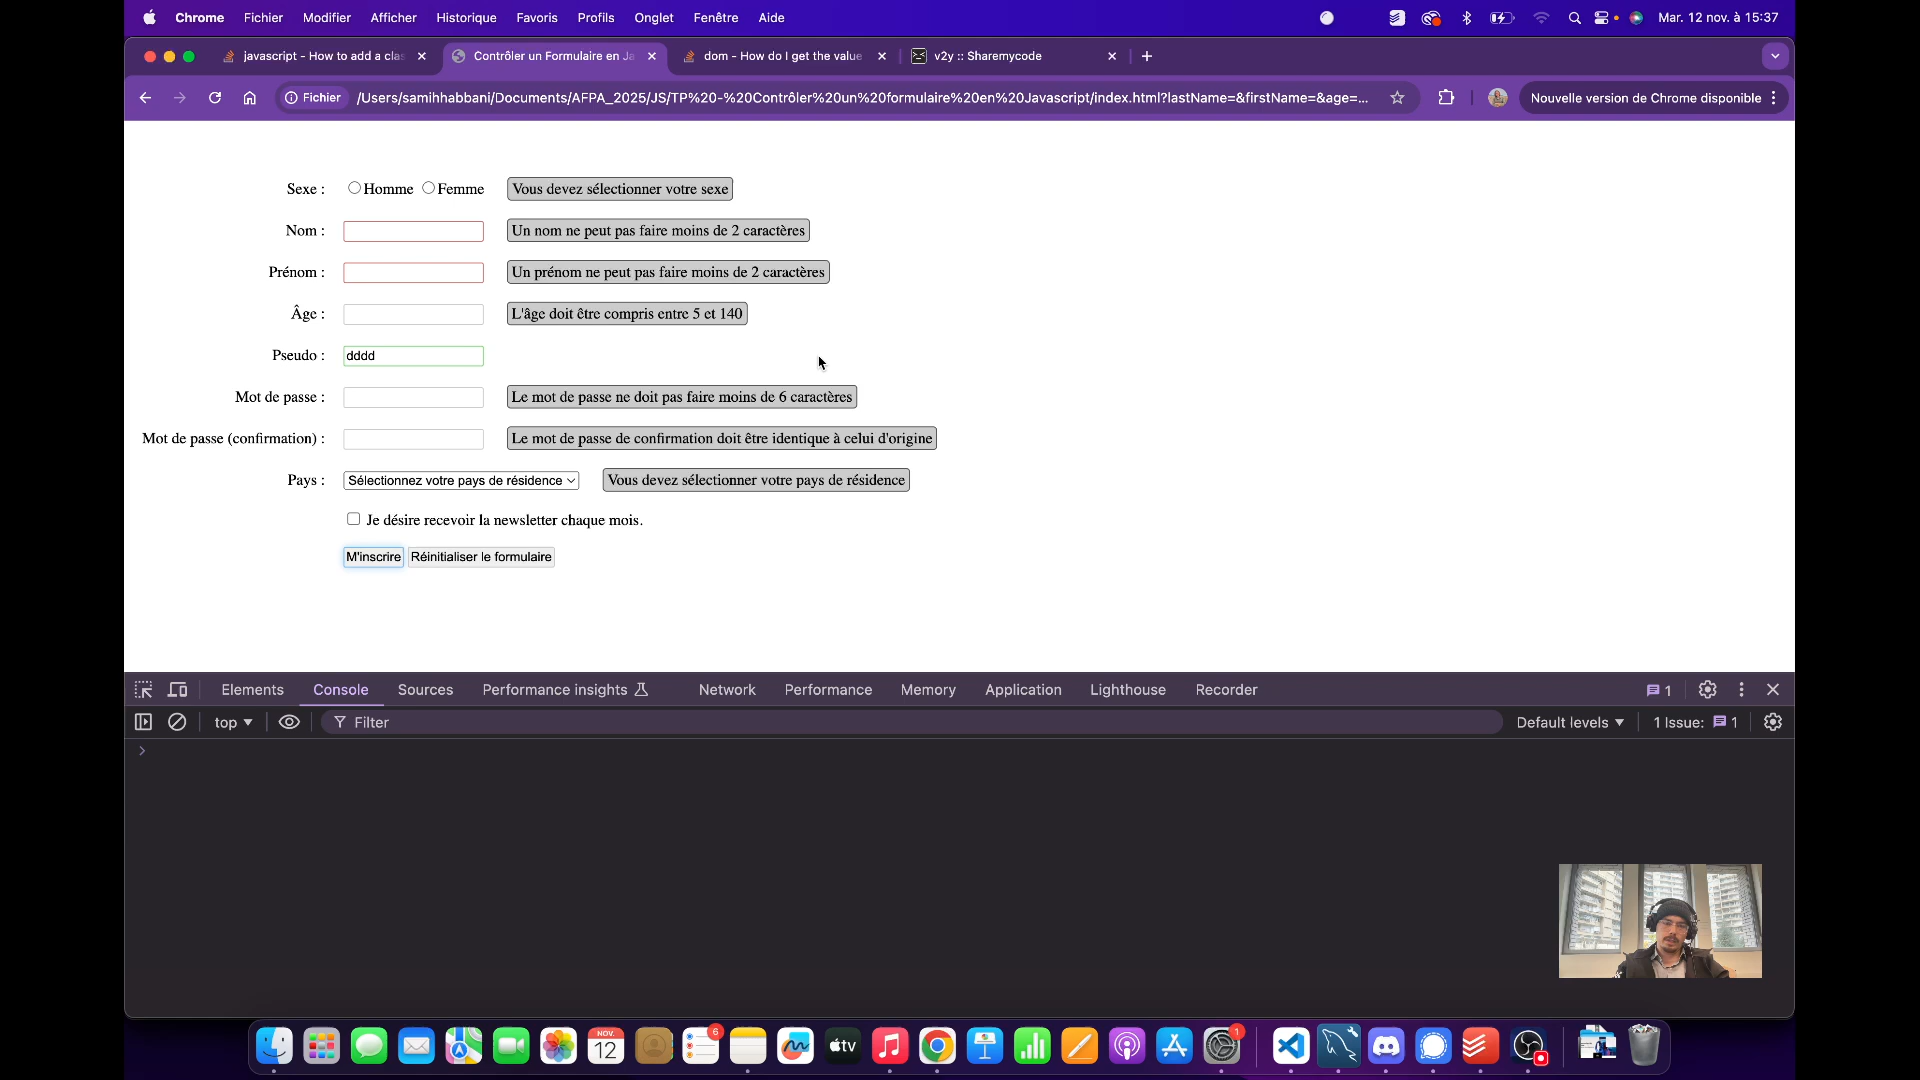 Chrome Fichier Modifier Afficher Historique Favoris Profils Onglet Fenêtre Aide Mar. 12 nov. à 15:37
javascript - How to add a clas Contrôler un Formulaire en Ja dom - How do I get the value v2y :: Sharemycode
Fichier /Users/samihhabbani/Documents/AFPA_2025/JS/TP%20-%20Contrôler%20un%20formulaire%20en%20Javascript/index.html?lastName=&firstName=&age=... Nouvelle version de Chrome disponible
Sexe : Homme Femme Vous devez sélectionner votre sexe
Nom : Un nom ne peut pas faire moins de 2 caractères
Prénom : Un prénom ne peut pas faire moins de 2 caractères
Âge : L'âge doit être compris entre 5 et 140
Pseudo : dddd
Mot de passe : Le mot de passe ne doit pas faire moins de 6 caractères
Mot de passe (confirmation) : Le mot de passe de confirmation doit être identique à celui d'origine
Pays : Sélectionnez votre pays de résidence Vous devez sélectionner votre pays de résidence
Je désire recevoir la newsletter chaque mois.
M'inscrire Réinitialiser le formulaire
Elements Console Sources Performance insights Network Performance Memory Application Lighthouse Recorder 1
top Filter Default levels 1 Issue: 1
NOV. 12 6 tv 1